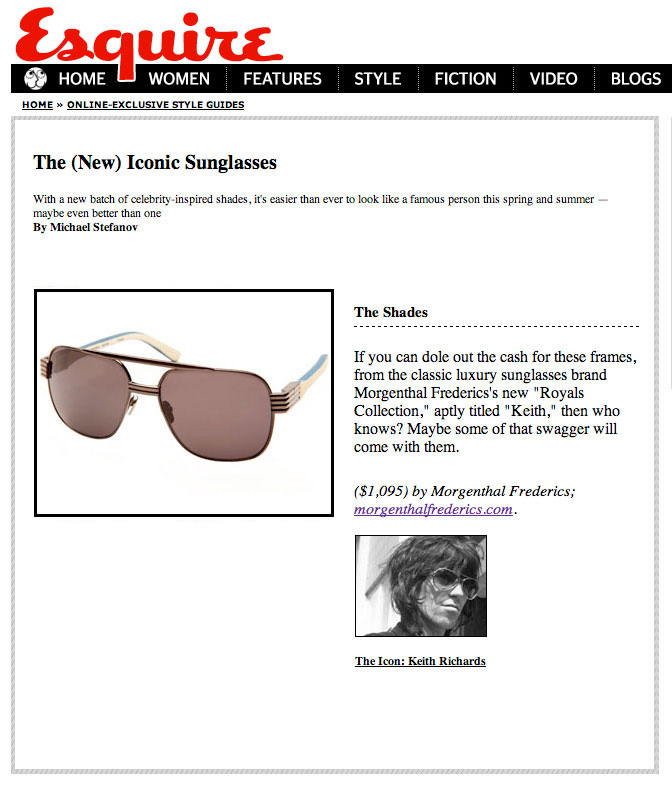 Esquire
HOME WOMEN FEATURES STYLE FICTION VIDEO BLOGS
HOME » ONLINE-EXCLUSIVE STYLE GUIDES
The (New) Iconic Sunglasses
With a new batch of celebrity-inspired shades, it's easier than ever to look like a famous person this spring and summer —
maybe even better than one
By Michael Stefanov
The Shades
If you can dole out the cash for these frames,
from the classic luxury sunglasses brand
Morgenthal Frederics's new "Royals
Collection," aptly titled "Keith," then who
knows? Maybe some of that swagger will
come with them.
($1,095) by Morgenthal Frederics;
morgenthalfrederics.com.
The Icon: Keith Richards